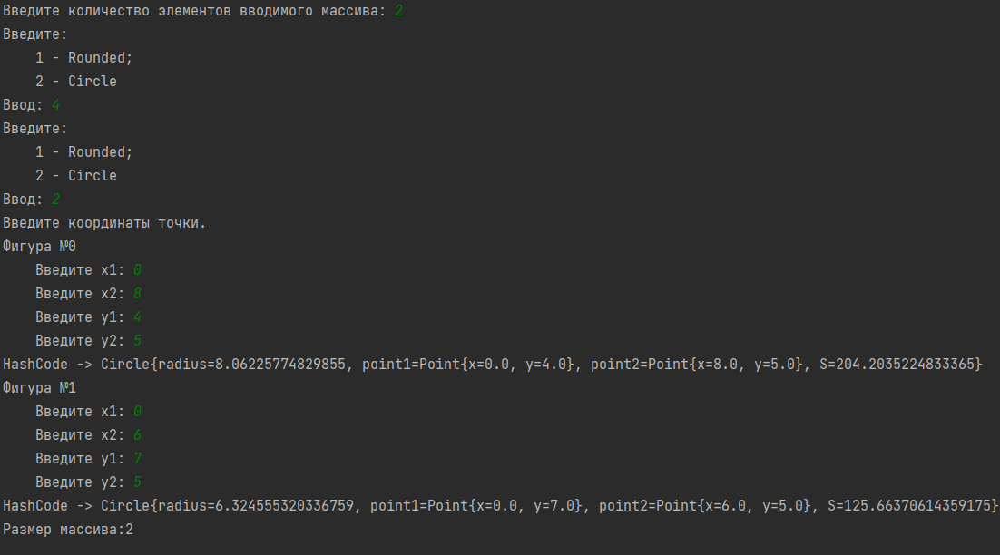 Введите количество элементов вводимого массива: 2
Введите:
    1 - Rounded;
    2 - Circle
Ввод: 4
Введите:
    1 - Rounded;
    2 - Circle
Ввод: 2
Введите координаты точки.
Фигура №0
    Введите x1: 0
    Введите x2: 8
    Введите y1: 4
    Введите y2: 5
HashCode -> Circle{radius=8.06225774829855, point1=Point{x=0.0, y=4.0}, point2=Point{x=8.0, y=5.0}, S=204.2035224833365}
Фигура №1
    Введите x1: 0
    Введите x2: 6
    Введите y1: 7
    Введите y2: 5
HashCode -> Circle{radius=6.324555320336759, point1=Point{x=0.0, y=7.0}, point2=Point{x=6.0, y=5.0}, S=125.66370614359175}
Размер массива:2